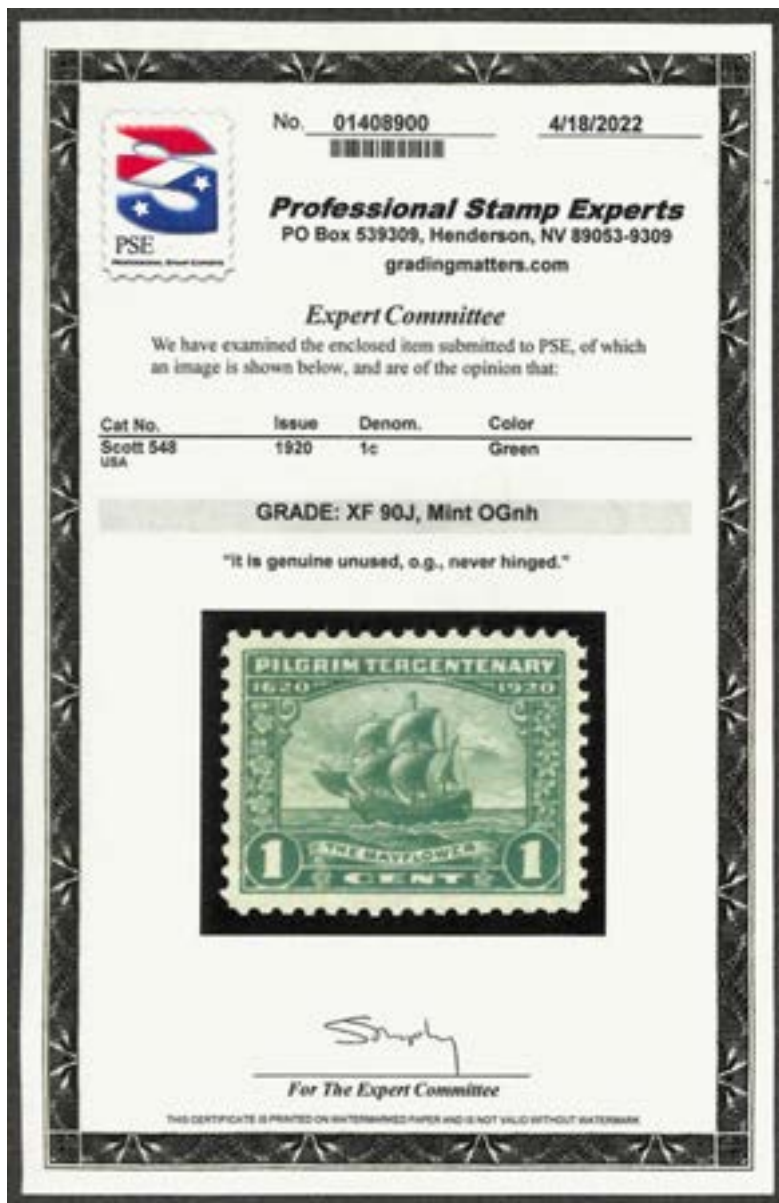 No. 01408900 4/18/2022
PSE
Professional Stamp Experts
Professional Stamp Experts
PO Box 539309, Henderson, NV 89053-9309
gradingmatters.com
Expert Committee
We have examined the enclosed item submitted to PSE, of which
an image is shown below, and are of the opinion that:
Cat No. Issue Denom. Color
Scott 548 1920 1c Green
USA
GRADE: XF 90J, Mint OGnh
"it is genuine unused, o.g., never hinged."
PILGRIM TERCENTENARY
1620 1920
THE MAYFLOWER
1 CENT 1
For The Expert Committee
THIS CERTIFICATE IS PRINTED ON WATERMARKED PAPER AND IS NOT VALID WITHOUT WATERMARK